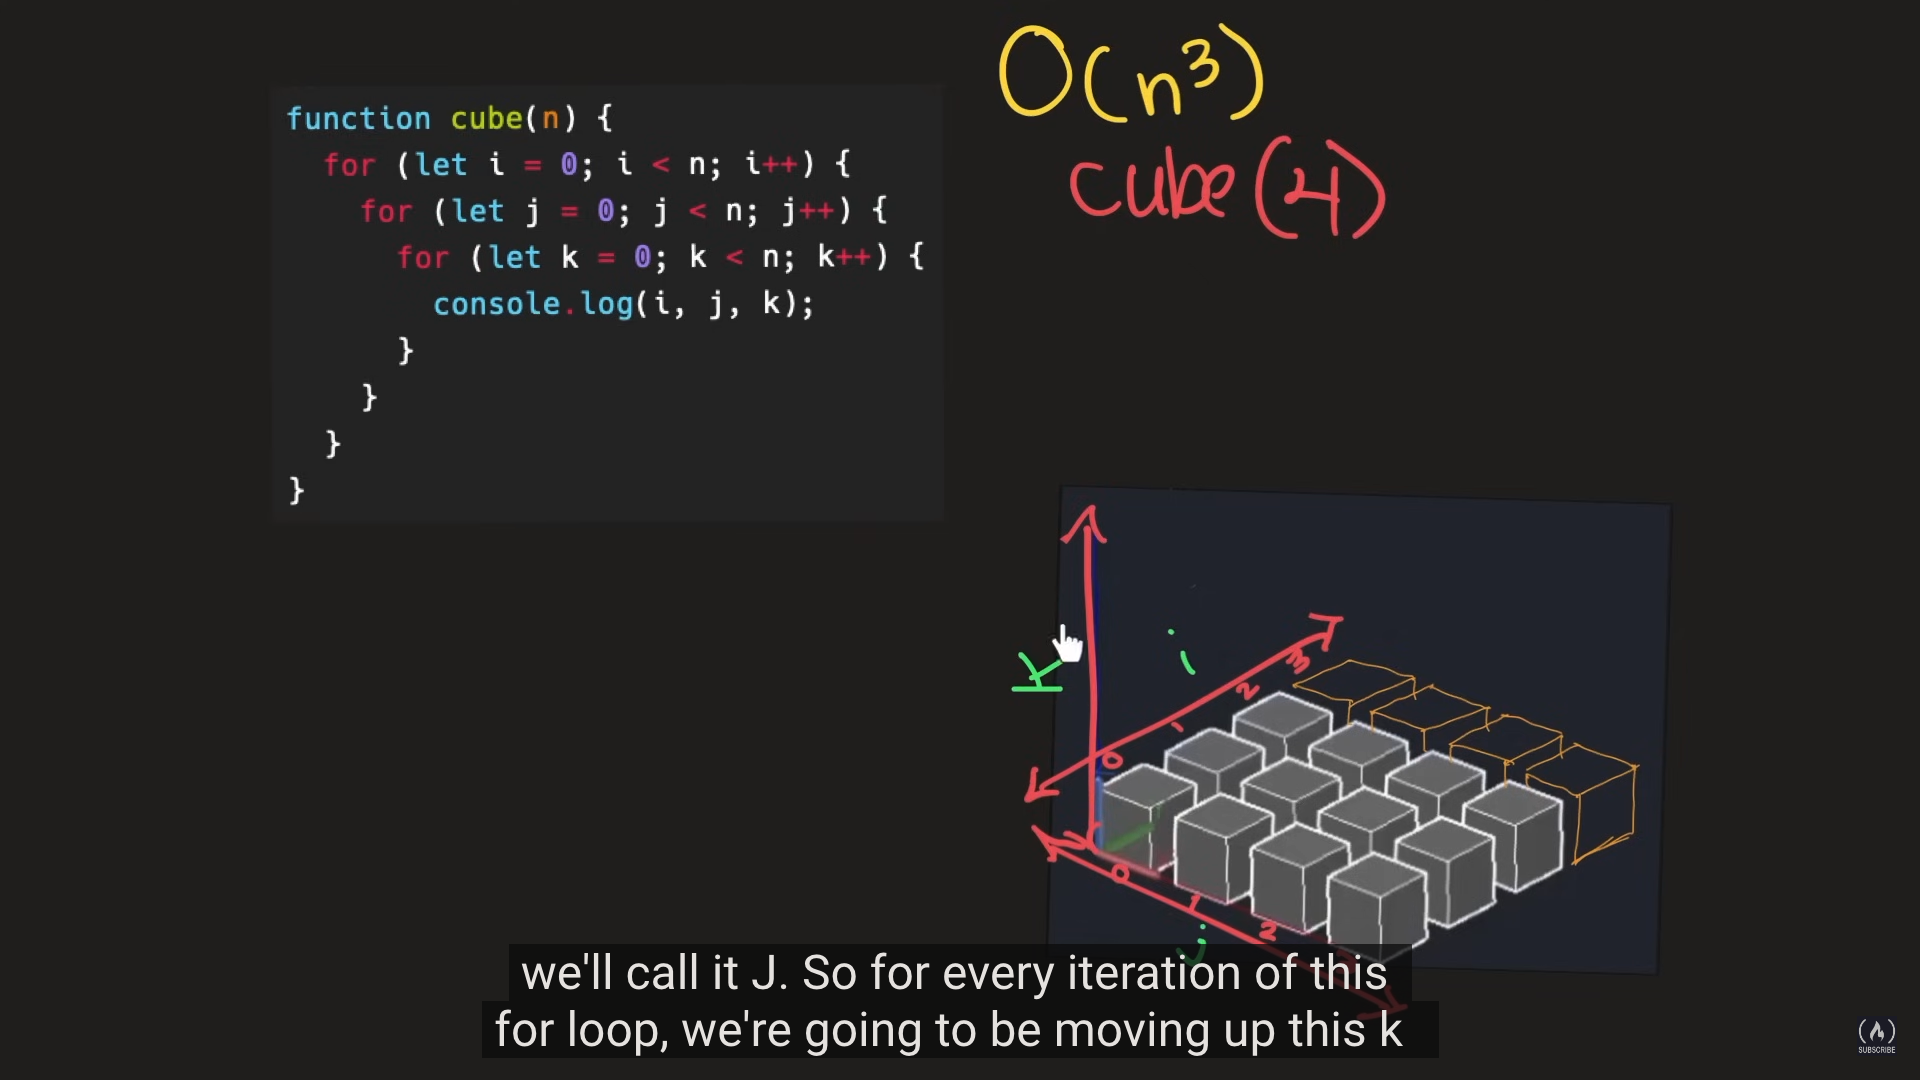 O(n³)
cube(4)
function cube(n) {
for (let i = 0; i < n; i++) {
for (let j = 0; j < n; j++) {
for (let k = 0; k < n; k++) {
console.log(i, j, k);
}
}
}
}
K
i
0 1 2 3
0 1 2
j
we'll call it J. So for every iteration of this
for loop, we're going to be moving up this k
SUBSCRIBE